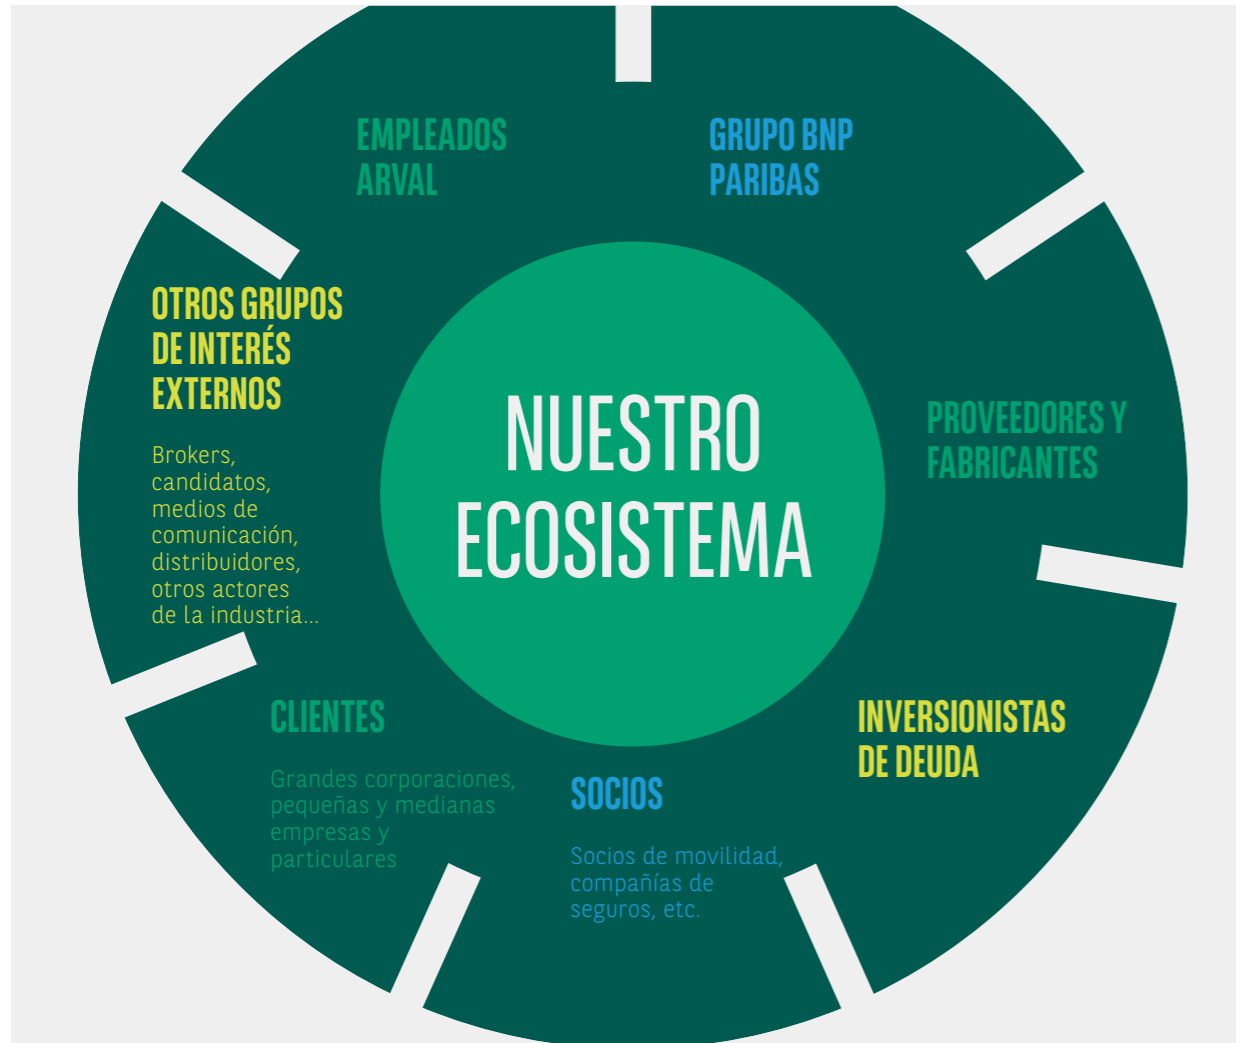 EMPLEADOS
ARVAL
GRUPO BNP
PARIBAS
OTROS GRUPOS
DE INTERÉS
EXTERNOS
Brokers,
candidatos,
medios de
comunicación,
distribuidores,
otros actores
de la industria...
NUESTRO
ECOSISTEMA
PROVEEDORES Y
FABRICANTES
CLIENTES
Grandes corporaciones,
pequeñas y medianas
empresas y
particulares
SOCIOS
Socios de movilidad,
compañías de
seguros, etc.
INVERSIONISTAS
DE DEUDA